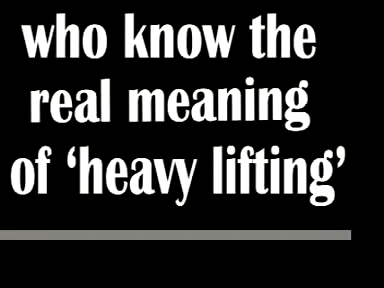 who know the
real meaning
of ‘heavy lifting’